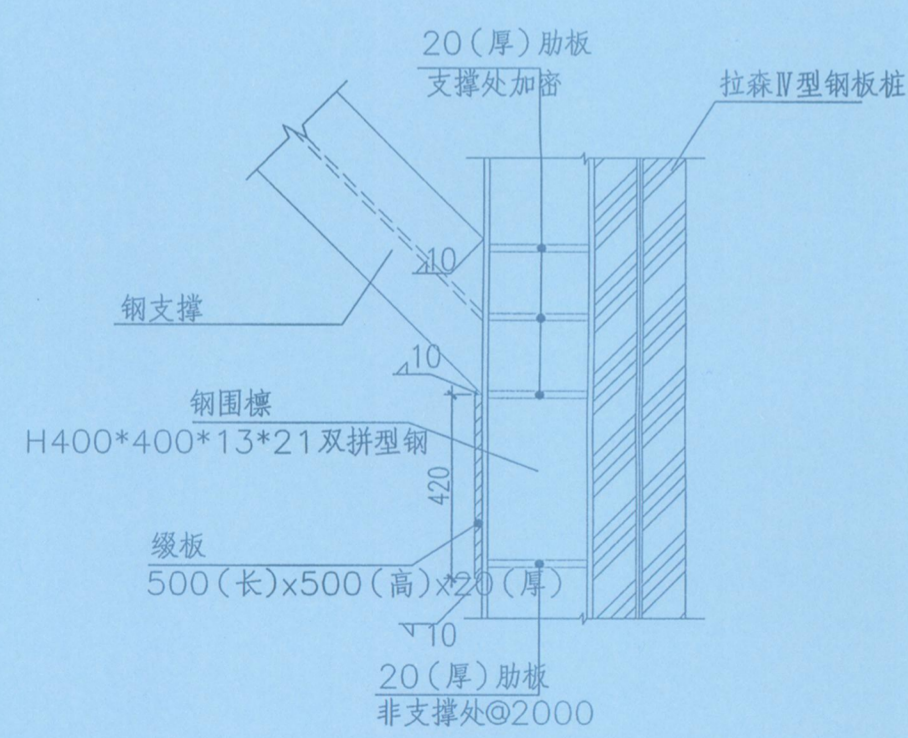 20(厚)肋板
支撑处加密
拉森Ⅳ型钢板桩
10
钢支撑
10
钢围檩
H400*400*13*21双拼型钢
420
缀板
500(长)x500(高)x20(厚)
10
20(厚)肋板
非支撑处@2000